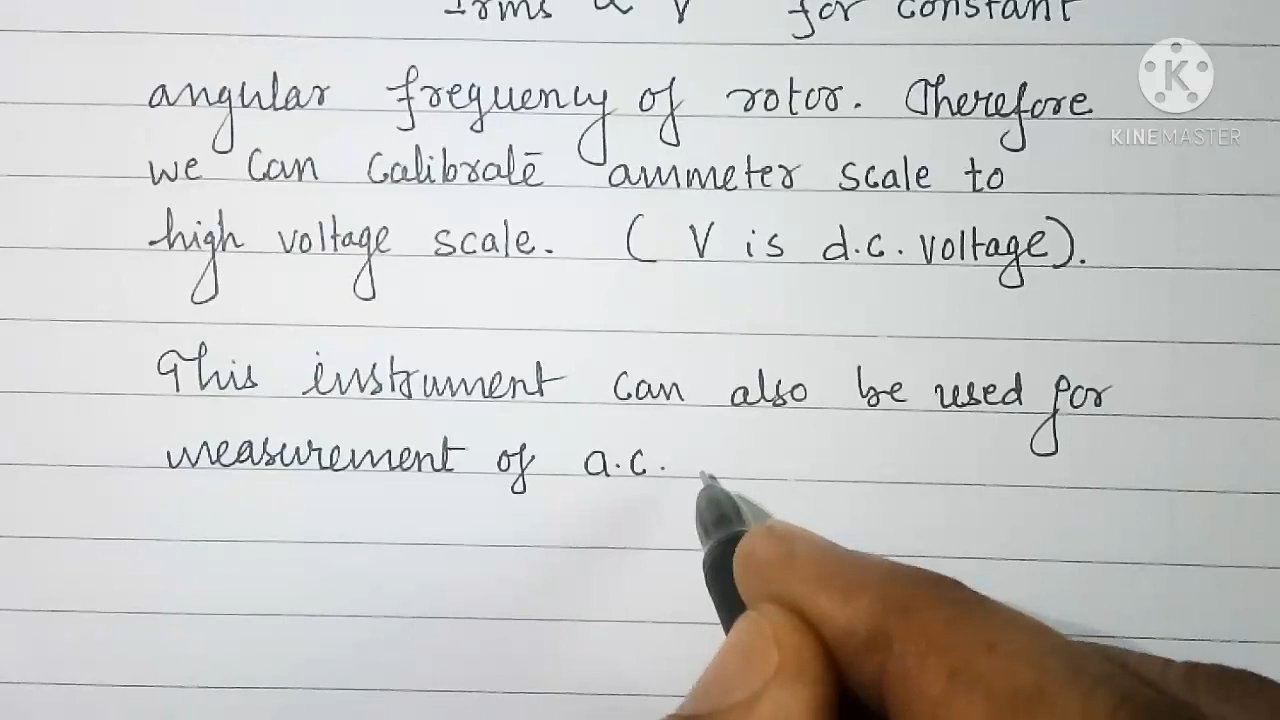 Irms α V for constant
angular frequency of rotor. Therefore
we can calibrate ammeter scale to
high voltage scale. ( V is d.c. voltage).
This instrument can also be used for
measurement of a.c.
K
KINEMASTER